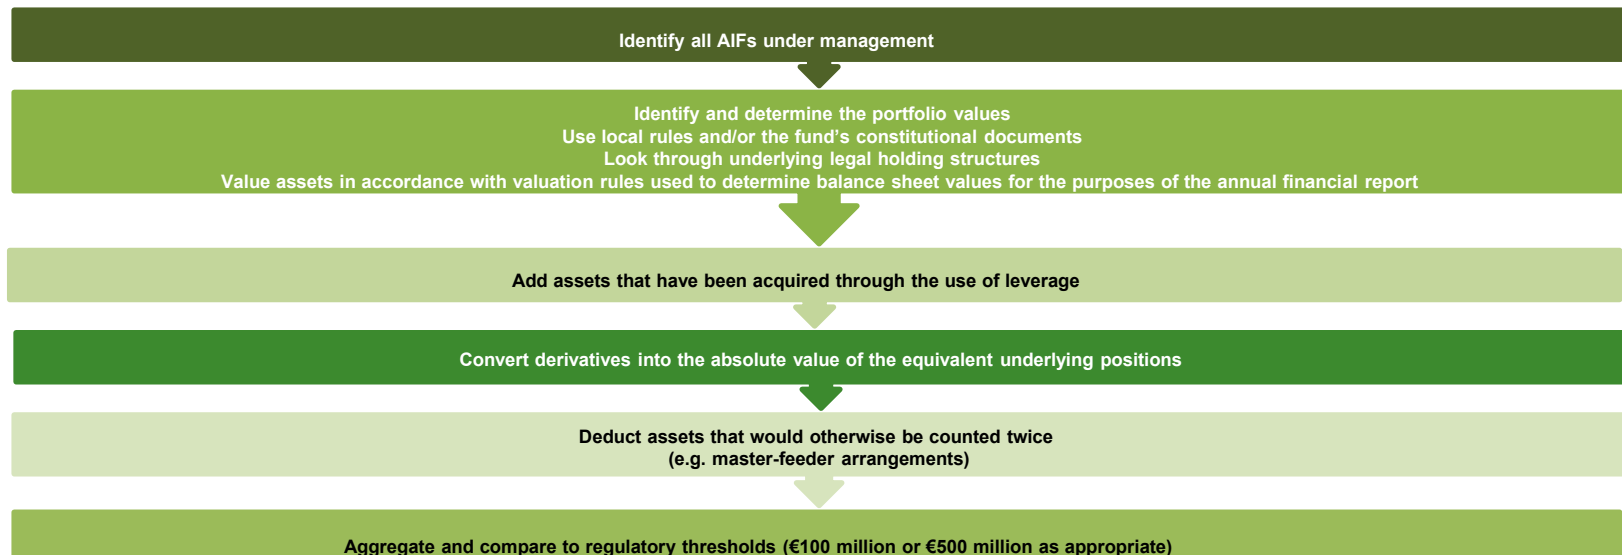 Identify all AIFs under management
Identify and determine the portfolio values
Use local rules and/or the fund’s constitutional documents
Look through underlying legal holding structures
Value assets in accordance with valuation rules used to determine balance sheet values for the purposes of the annual financial report
Add assets that have been acquired through the use of leverage
Convert derivatives into the absolute value of the equivalent underlying positions
Deduct assets that would otherwise be counted twice
(e.g. master-feeder arrangements)
Aggregate and compare to regulatory thresholds (€100 million or €500 million as appropriate)